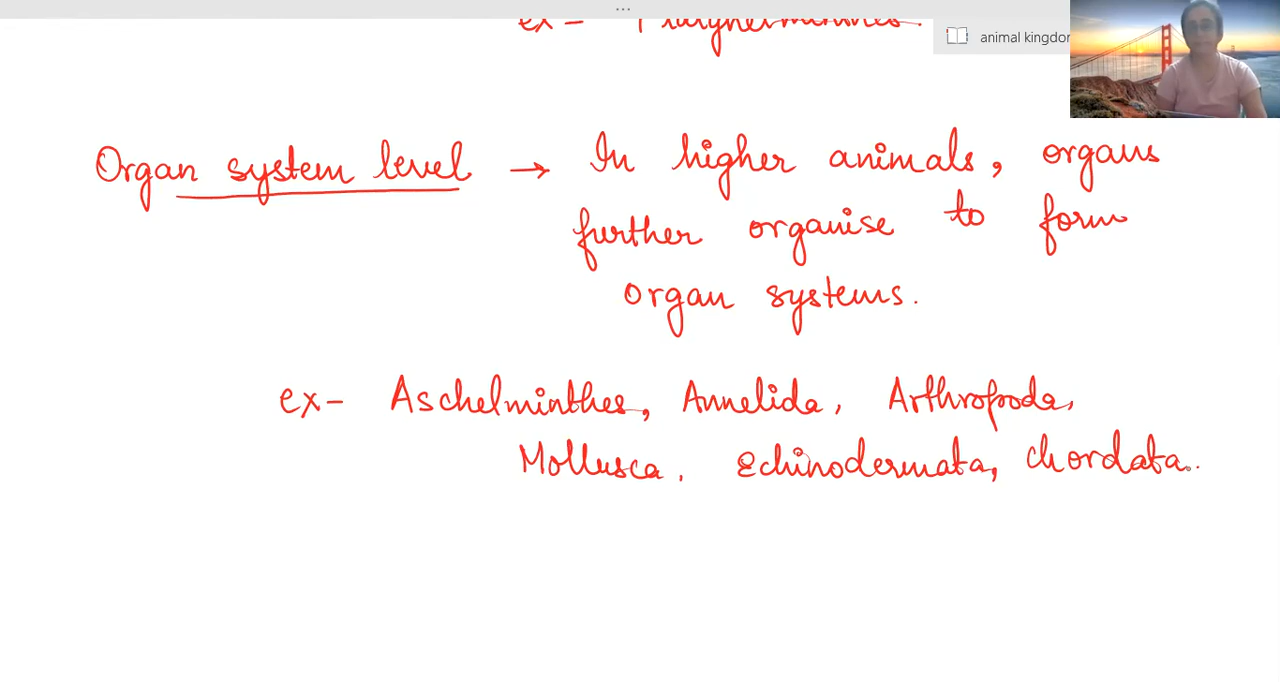 ex -
animal kingdo
Organ system level → In higher animals, organs
further organise to form
organ systems.
ex- Aschelminthes, Annelida, Arthropoda,
Mollusca, Echinodermata, Chordata.